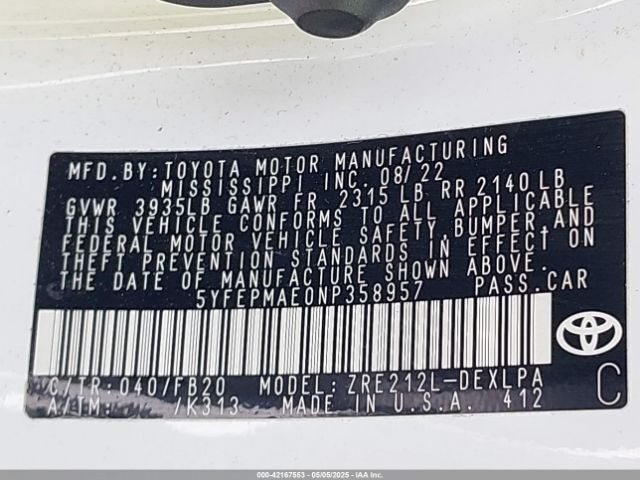 MFD.BY:TOYOTA MOTOR MANUFACTURING
MISSISSIPPI INC. 08/22
GVWR 3935LB GAWR FR 2315 LB RR 2140 LB
THIS VEHICLE CONFORMS TO ALL APPLICABLE
FEDERAL MOTOR VEHICLE SAFETY,BUMPER,AND
THEFT PREVENTION STANDARDS IN EFFECT ON
THE DATE OF MANUFACTURE SHOWN ABOVE.
5YFEPMAE0NP358957 PASS.CAR
C/TR:040/FB20 MODEL:ZRE212L-DEXLPA
A/TM: /K313 MADE IN U.S.A. 412
C
000-42167553 — 05/05/2025 — IAAI Inc.